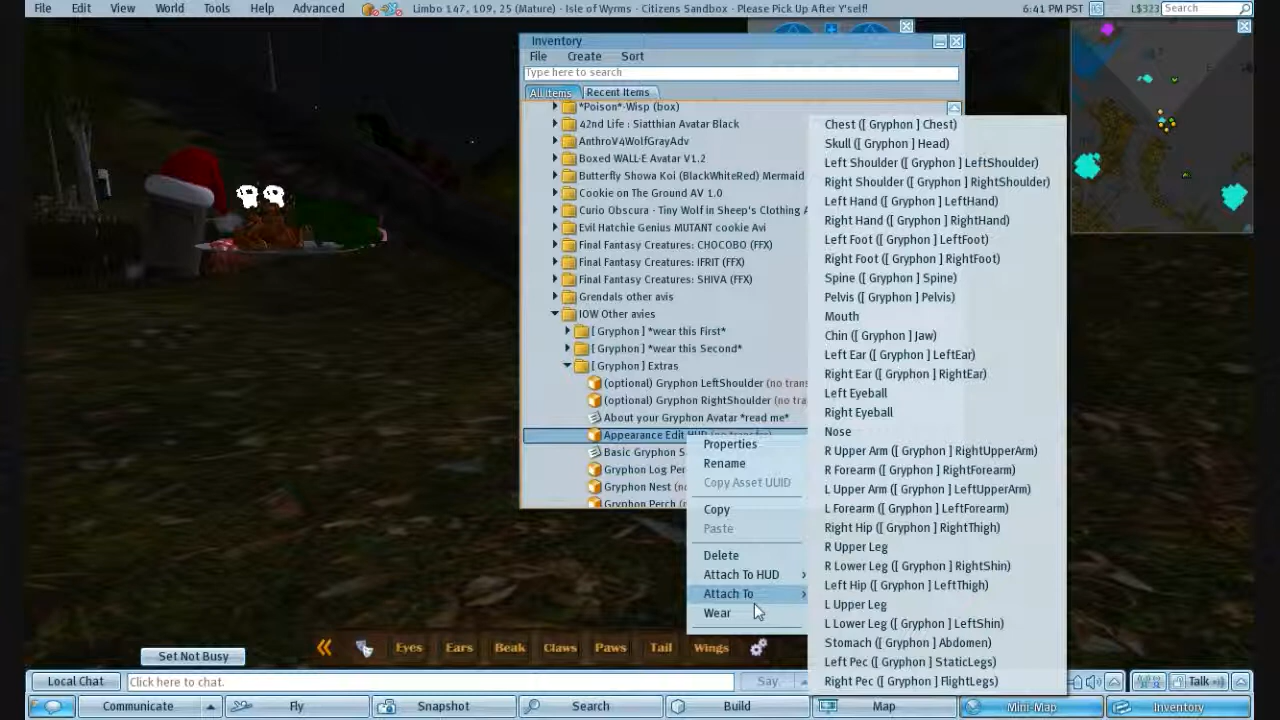 File Edit View World Tools Help Advanced Limbo 147, 109, 25 (Mature) - Isle of Wyrms - Citizens Sandbox - Please Pick Up After Y'self! 6:41 PM PST L$323 Search
Inventory
File Create Sort
Type here to search
All Items Recent Items
*Poison*-Wisp (box)
42nd Life : Siatthian Avatar Black
AnthroV4WolfGrayAdv
Boxed WALL-E Avatar V1.2
Butterfly Showa Koi (BlackWhiteRed) Mermaid
Cookie on The Ground AV 1.0
Curio Obscura - Tiny Wolf in Sheep's Clothing A
Evil Hatchie Genius MUTANT cookie Avi
Final Fantasy Creatures: CHOCOBO (FFX)
Final Fantasy Creatures: IFRIT (FFX)
Final Fantasy Creatures: SHIVA (FFX)
Grendals other avis
IOW Other avies
[ Gryphon ] *wear this First*
[ Gryphon ] *wear this Second*
[ Gryphon ] Extras
(optional) Gryphon LeftShoulder (no trans
(optional) Gryphon RightShoulder (no tra
About your Gryphon Avatar *read me*
Appearance Edit HUD (no transfer)
Basic Gryphon S
Gryphon Log Per
Gryphon Nest (no
Gryphon Perch (
Properties
Rename
Copy Asset UUID
Copy
Paste
Delete
Attach To HUD
Attach To
Wear
Chest ([ Gryphon ] Chest)
Skull ([ Gryphon ] Head)
Left Shoulder ([ Gryphon ] LeftShoulder)
Right Shoulder ([ Gryphon ] RightShoulder)
Left Hand ([ Gryphon ] LeftHand)
Right Hand ([ Gryphon ] RightHand)
Left Foot ([ Gryphon ] LeftFoot)
Right Foot ([ Gryphon ] RightFoot)
Spine ([ Gryphon ] Spine)
Pelvis ([ Gryphon ] Pelvis)
Mouth
Chin ([ Gryphon ] Jaw)
Left Ear ([ Gryphon ] LeftEar)
Right Ear ([ Gryphon ] RightEar)
Left Eyeball
Right Eyeball
Nose
R Upper Arm ([ Gryphon ] RightUpperArm)
R Forearm ([ Gryphon ] RightForearm)
L Upper Arm ([ Gryphon ] LeftUpperArm)
L Forearm ([ Gryphon ] LeftForearm)
Right Hip ([ Gryphon ] RightThigh)
R Upper Leg
R Lower Leg ([ Gryphon ] RightShin)
Left Hip ([ Gryphon ] LeftThigh)
L Upper Leg
L Lower Leg ([ Gryphon ] LeftShin)
Stomach ([ Gryphon ] Abdomen)
Left Pec ([ Gryphon ] StaticLegs)
Right Pec ([ Gryphon ] FlightLegs)
Eyes Ears Beak Claws Paws Tail Wings
Set Not Busy
Local Chat Click here to chat. Say Talk
Communicate Fly Snapshot Search Build Map Mini-Map Inventory